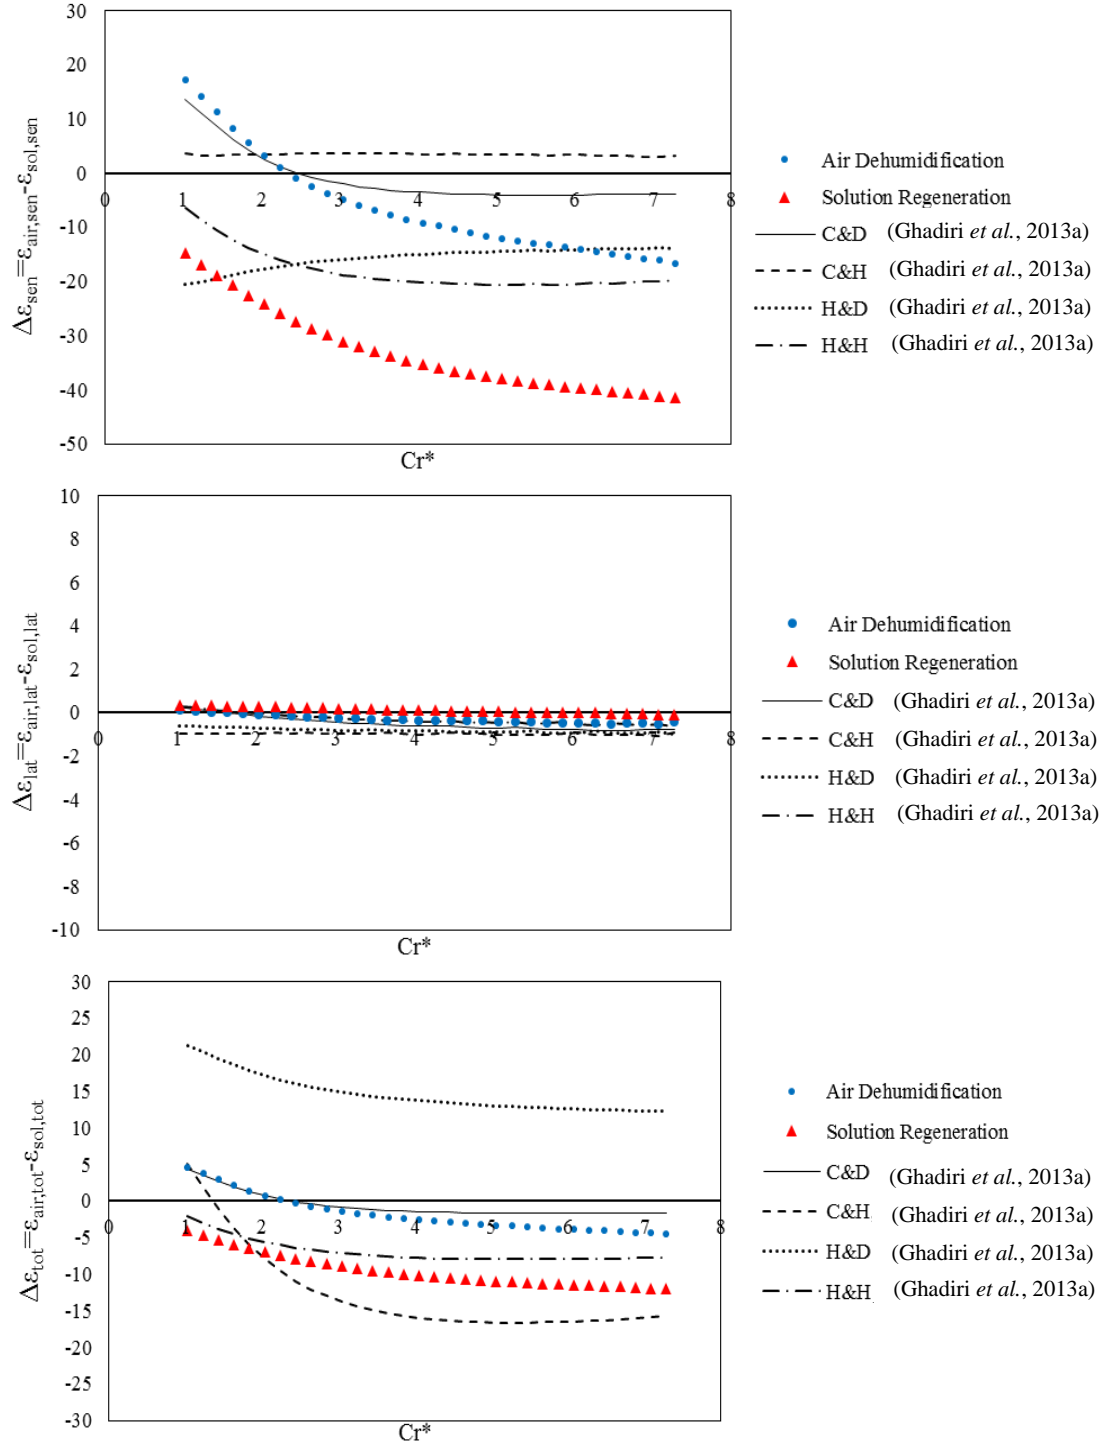 30
20
10
0
-10
-20
-30
-40
-50
0 1 2 3 4 5 6 7 8
Δεsen=εair,sen-εsol,sen
Cr*
Air Dehumidification
Solution Regeneration
C&D (Ghadiri et al., 2013a)
C&H (Ghadiri et al., 2013a)
H&D (Ghadiri et al., 2013a)
H&H (Ghadiri et al., 2013a)
10
8
6
4
2
0
-2
-4
-6
-8
-10
0 1 2 3 4 5 6 7 8
Δεlat=εair,lat-εsol,lat
Cr*
Air Dehumidification
Solution Regeneration
C&D (Ghadiri et al., 2013a)
C&H (Ghadiri et al., 2013a)
H&D (Ghadiri et al., 2013a)
H&H (Ghadiri et al., 2013a)
30
25
20
15
10
5
0
-5
-10
-15
-20
-25
-30
0 1 2 3 4 5 6 7 8
Δεtot=εair,tot-εsol,tot
Cr*
Air Dehumidification
Solution Regeneration
C&D (Ghadiri et al., 2013a)
C&H (Ghadiri et al., 2013a)
H&D (Ghadiri et al., 2013a)
H&H (Ghadiri et al., 2013a)